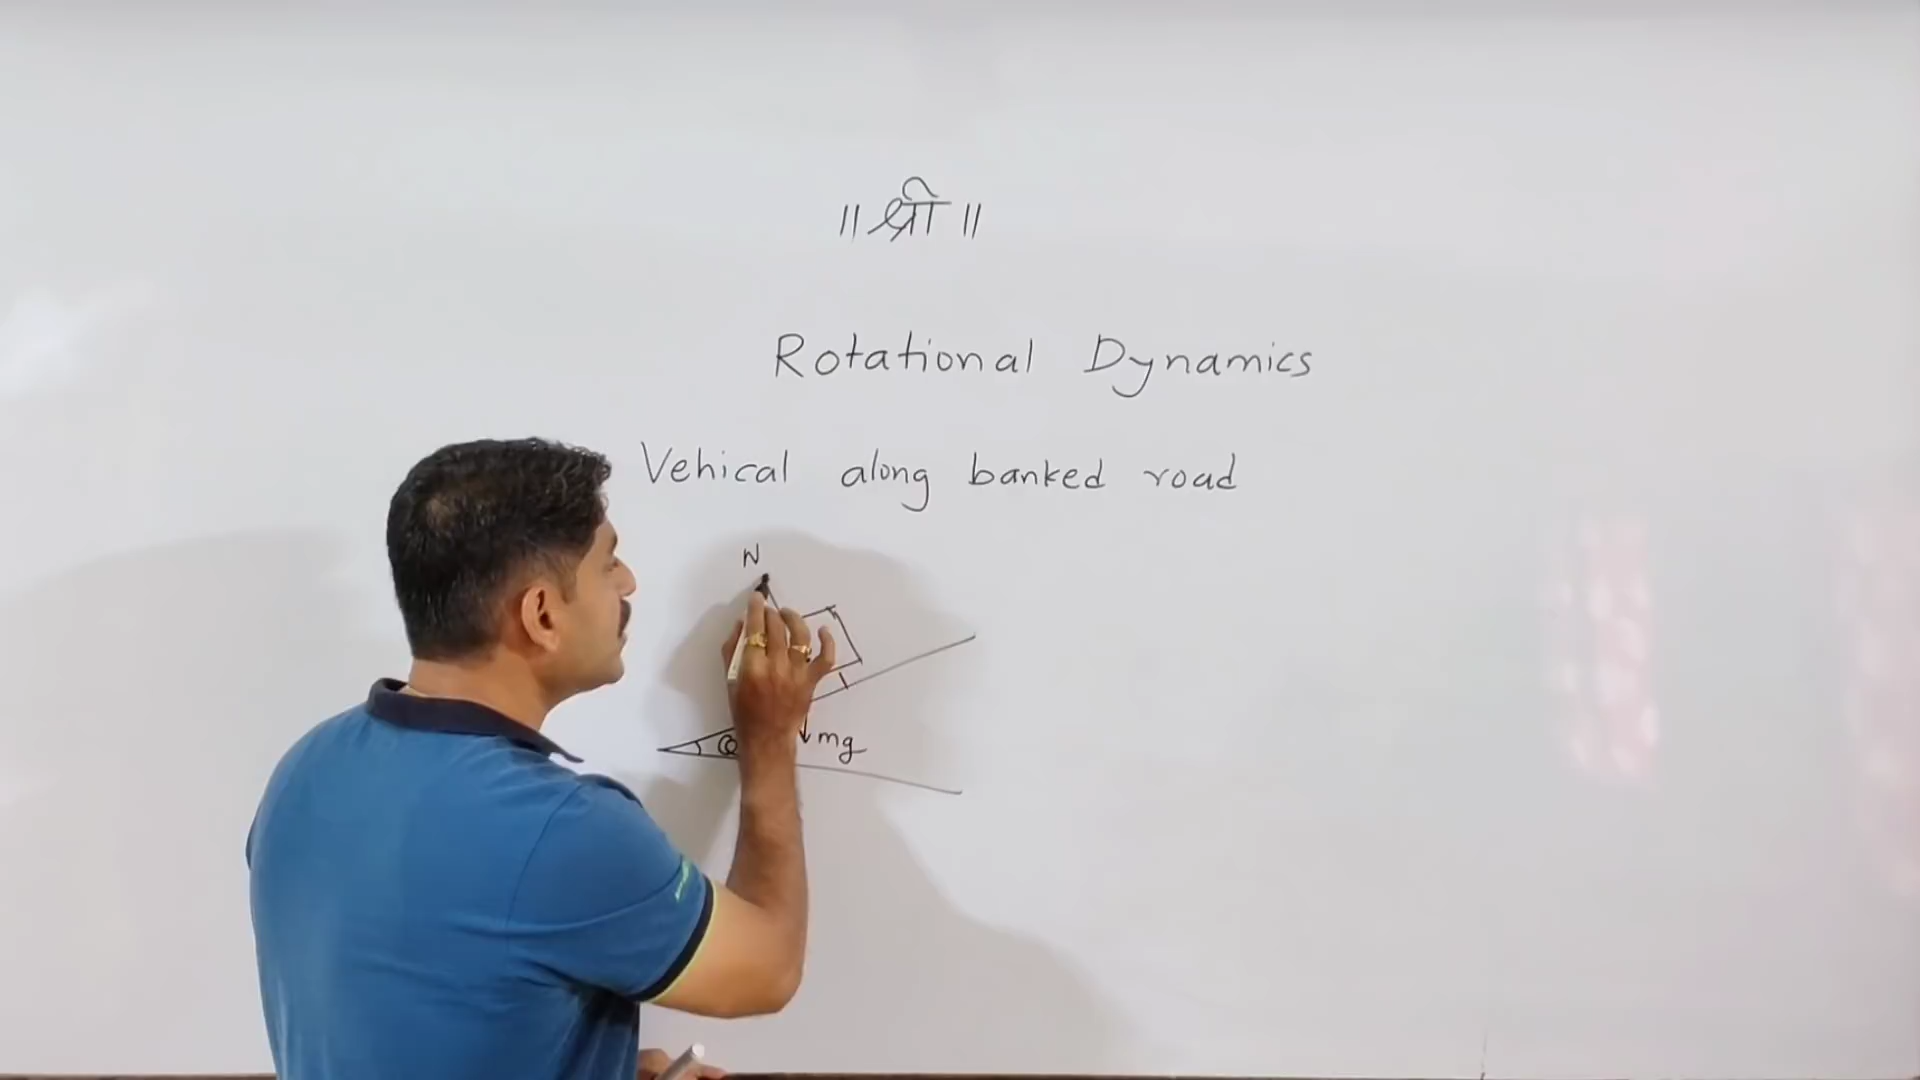 ॥ श्री ॥
Rotational Dynamics
Vehical along banked road
N
mg